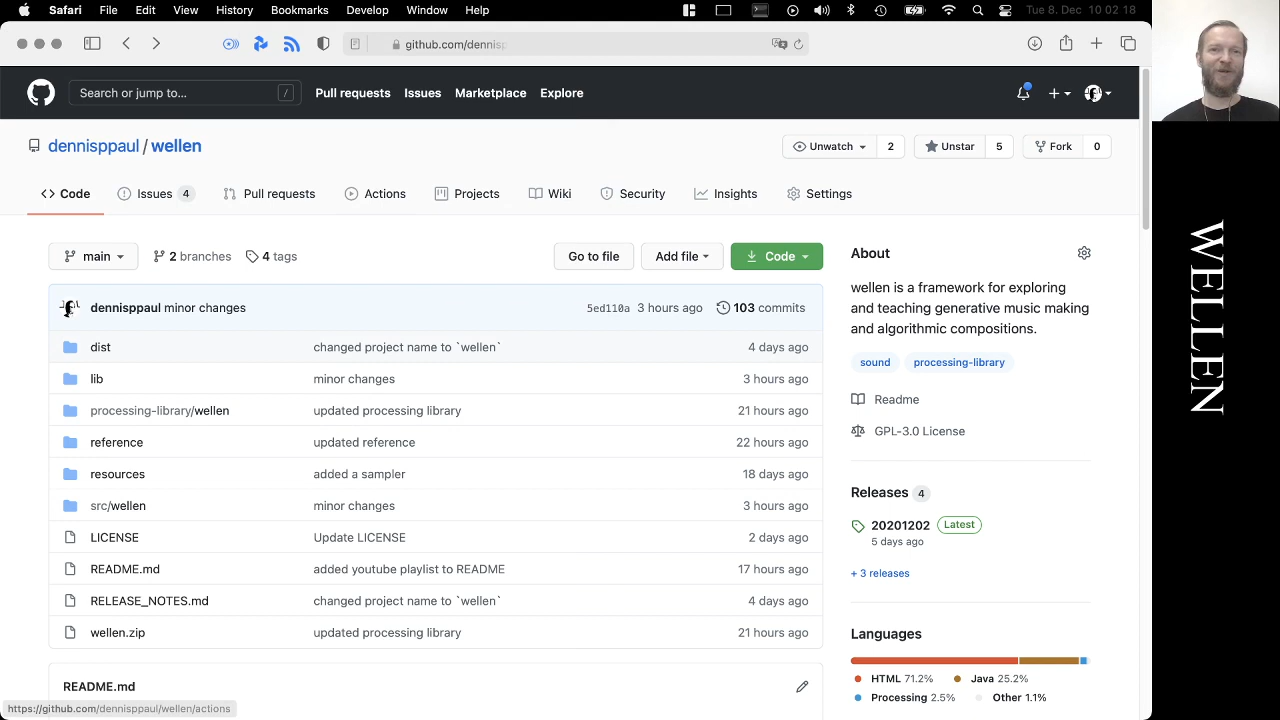 Safari File Edit View History Bookmarks Develop Window Help Tue 8. Dec 10 02 18
github.com/dennisp
Search or jump to... / Pull requests Issues Marketplace Explore
dennisppaul / wellen Unwatch 2 Unstar 5 Fork 0
Code Issues 4 Pull requests Actions Projects Wiki Security Insights Settings
main 2 branches 4 tags Go to file Add file Code
dennisppaul minor changes 5ed110a 3 hours ago 103 commits
dist changed project name to `wellen` 4 days ago
lib minor changes 3 hours ago
processing-library/wellen updated processing library 21 hours ago
reference updated reference 22 hours ago
resources added a sampler 18 days ago
src/wellen minor changes 3 hours ago
LICENSE Update LICENSE 2 days ago
README.md added youtube playlist to README 17 hours ago
RELEASE_NOTES.md changed project name to `wellen` 4 days ago
wellen.zip updated processing library 21 hours ago
README.md
https://github.com/dennisppaul/wellen/actions
About
wellen is a framework for exploring
and teaching generative music making
and algorithmic compositions.
sound processing-library
Readme
GPL-3.0 License
Releases 4
20201202 Latest
5 days ago
+ 3 releases
Languages
HTML 71.2% Java 25.2%
Processing 2.5% Other 1.1%
WELLEN